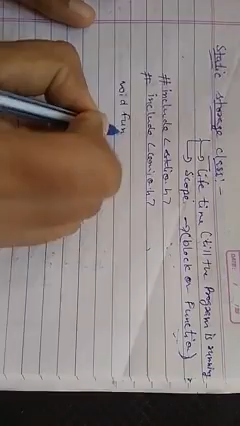 Static storage class:-
→ Life time (till the Program is running
→ Scope →(block or Function)
#include <stdio.h>
# include <conio.h>
void fun